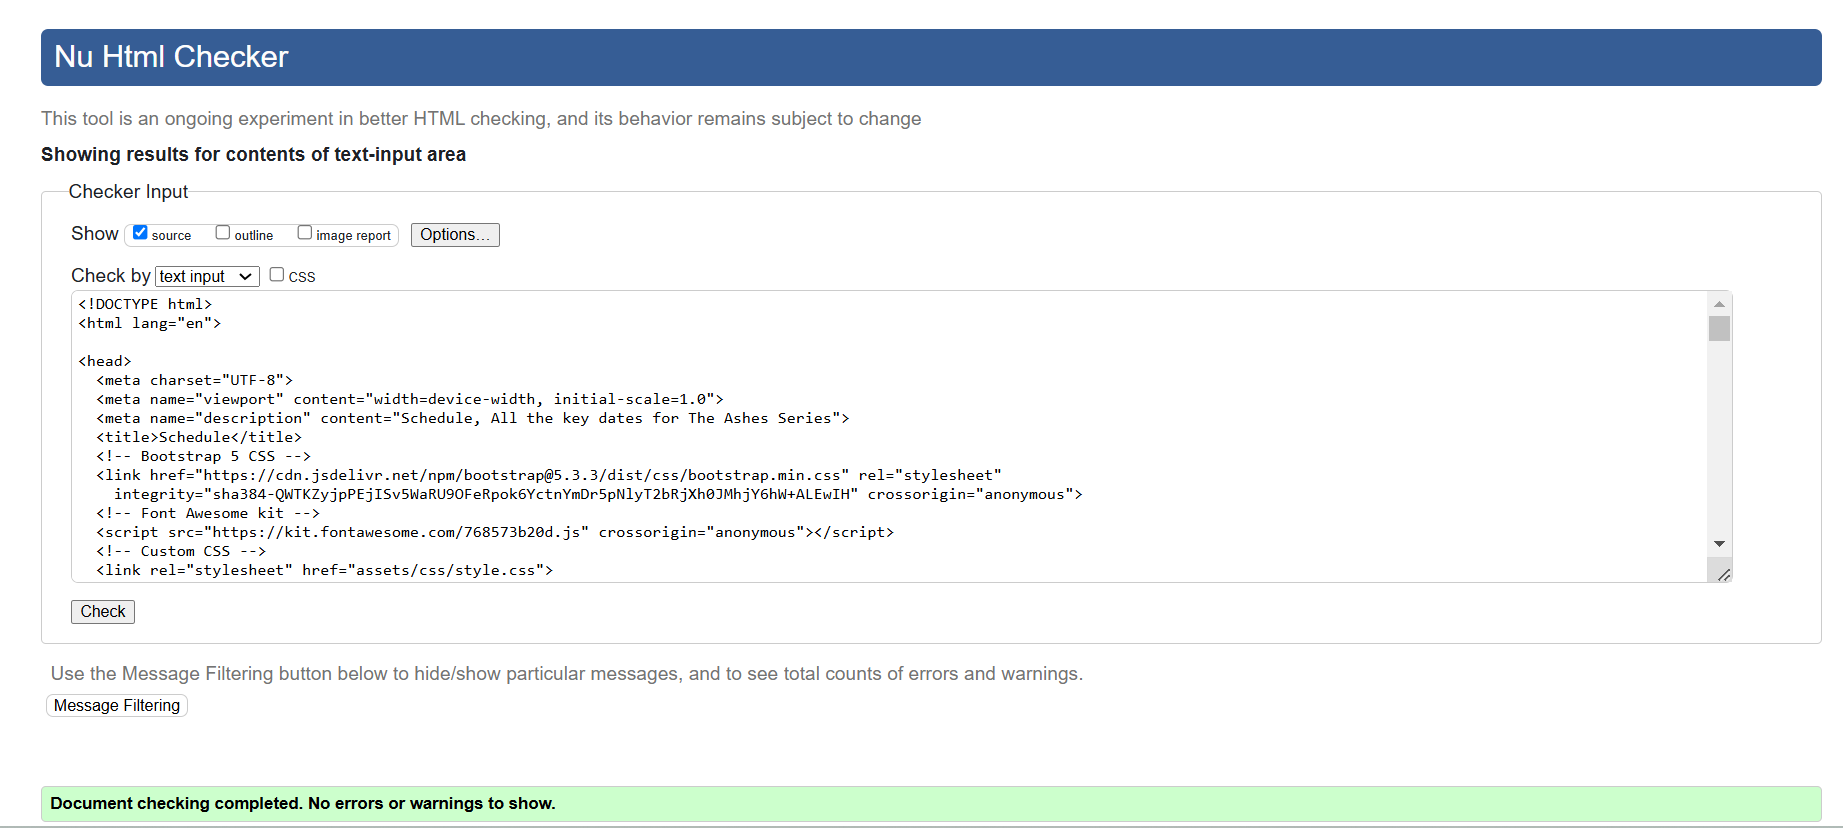 Nu Html Checker
This tool is an ongoing experiment in better HTML checking, and its behavior remains subject to change
Showing results for contents of text-input area
Checker Input
Show source outline image report Options...
Check by text input CSS
<!DOCTYPE html>
<html lang="en">
<head>
<meta charset="UTF-8">
<meta name="viewport" content="width=device-width, initial-scale=1.0">
<meta name="description" content="Schedule, All the key dates for The Ashes Series">
<title>Schedule</title>
<!-- Bootstrap 5 CSS -->
<link href="https://cdn.jsdelivr.net/npm/bootstrap@5.3.3/dist/css/bootstrap.min.css" rel="stylesheet"
integrity="sha384-QWTKZyjpPEjISv5WaRU9OFeRpok6YctnYmDr5pNlyT2bRjXh0JMhjY6hW+ALEwIH" crossorigin="anonymous">
<!-- Font Awesome kit -->
<script src="https://kit.fontawesome.com/768573b20d.js" crossorigin="anonymous"></script>
<!-- Custom CSS -->
<link rel="stylesheet" href="assets/css/style.css">
Check
Use the Message Filtering button below to hide/show particular messages, and to see total counts of errors and warnings.
Message Filtering
Document checking completed. No errors or warnings to show.